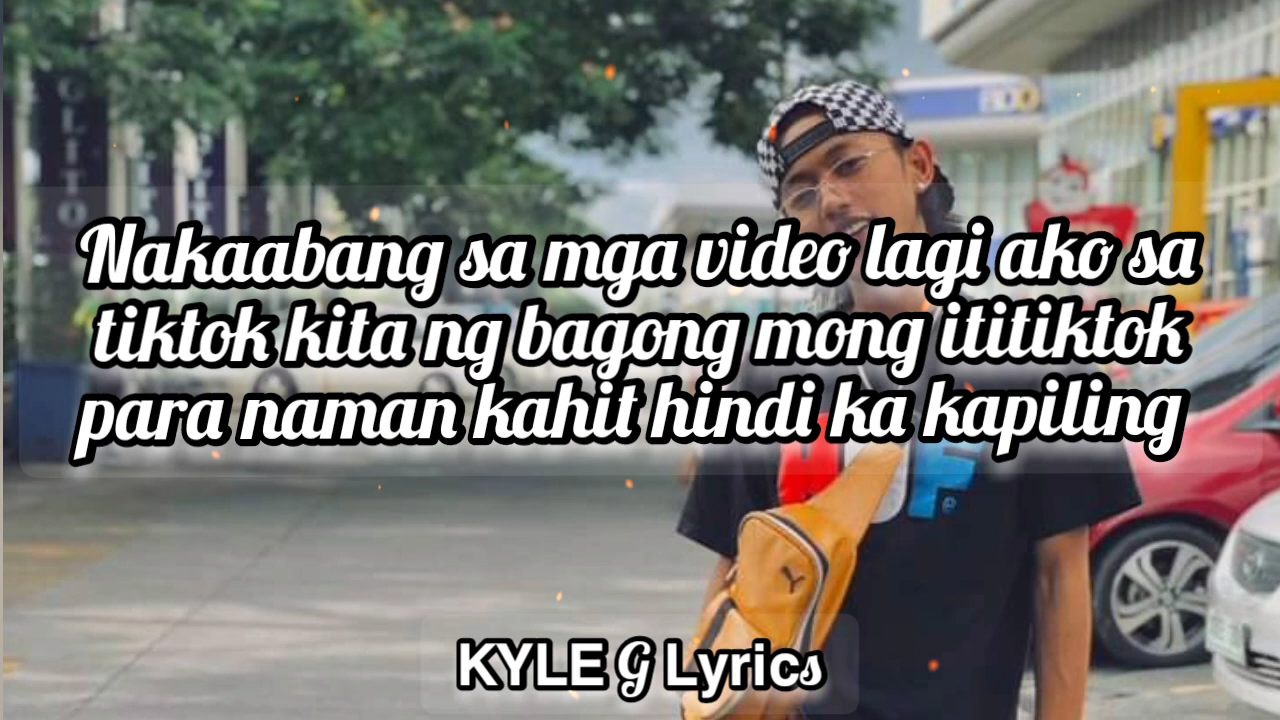 Nakaabang sa mga video lagi ako sa
tiktok kita ng bagong mong ititiktok
para naman kahit hindi ka kapiling
KYLE G Lyrics